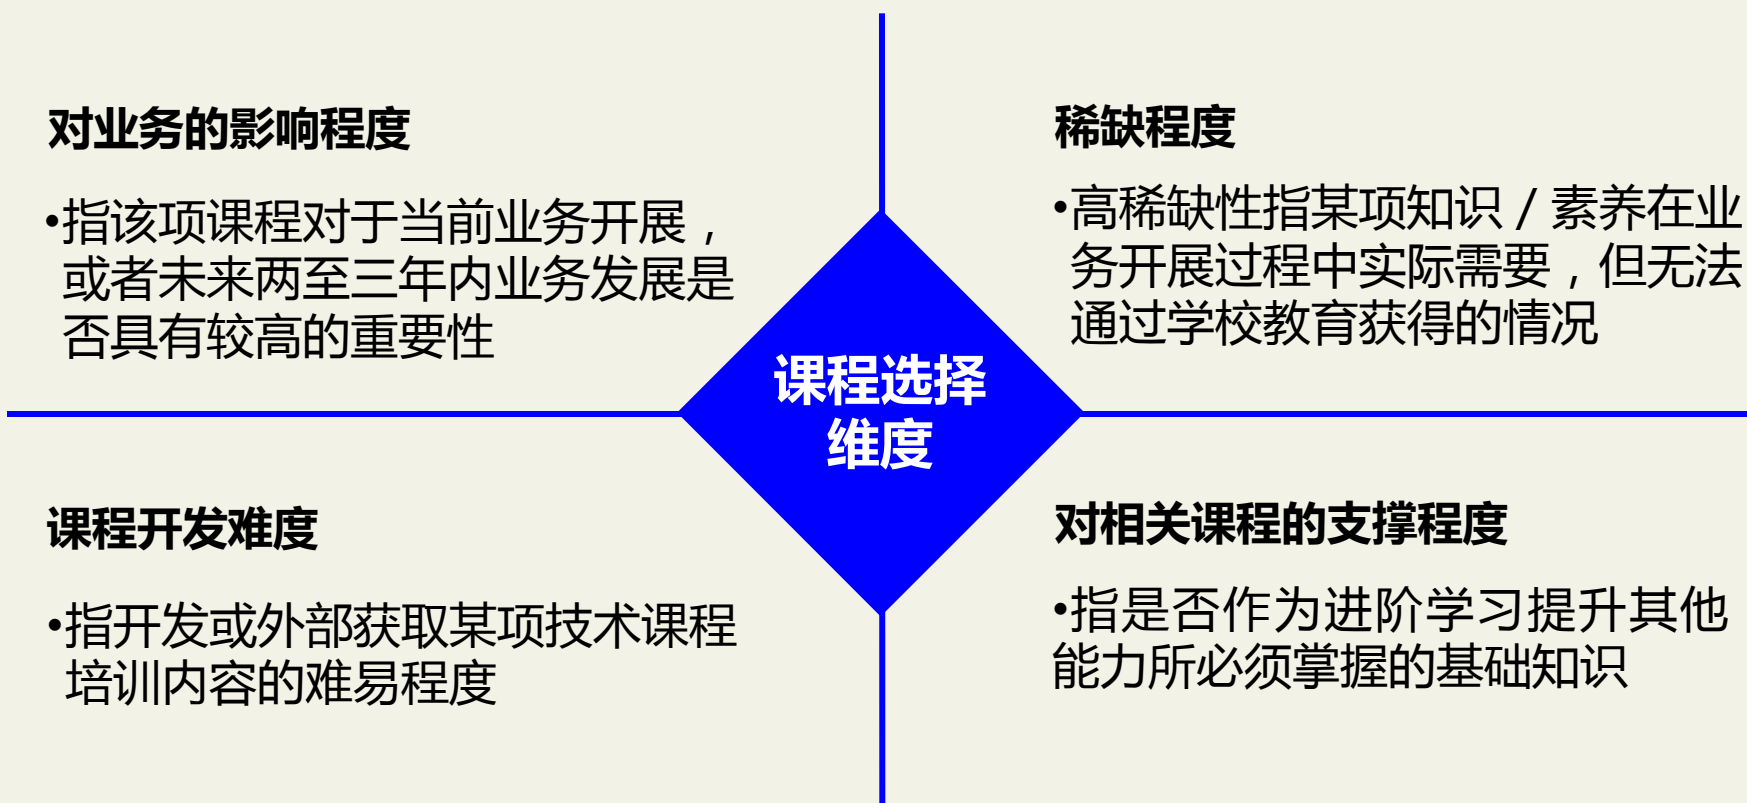 对业务的影响程度
•指该项课程对于当前业务开展，
或者未来两至三年内业务发展是
否具有较高的重要性
稀缺程度
•高稀缺性指某项知识／素养在业
务开展过程中实际需要，但无法
通过学校教育获得的情况
课程选择
维度
课程开发难度
•指开发或外部获取某项技术课程
培训内容的难易程度
对相关课程的支撑程度
•指是否作为进阶学习提升其他
能力所必须掌握的基础知识